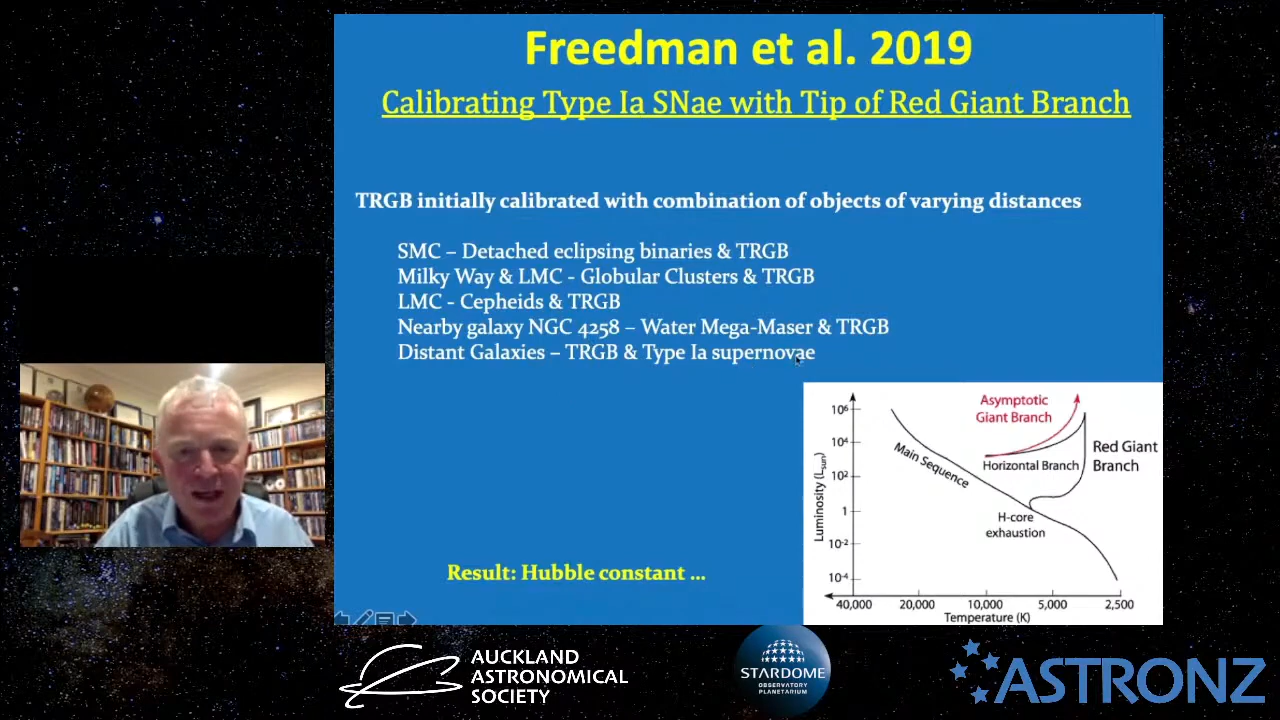 Freedman et al. 2019
Calibrating Type Ia SNae with Tip of Red Giant Branch
TRGB initially calibrated with combination of objects of varying distances
SMC – Detached eclipsing binaries & TRGB
Milky Way & LMC - Globular Clusters & TRGB
LMC - Cepheids & TRGB
Nearby galaxy NGC 4258 – Water Mega-Maser & TRGB
Distant Galaxies – TRGB & Type Ia supernovae
Result: Hubble constant ...
Asymptotic
Giant Branch
Red Giant
Branch
Horizontal Branch
Main Sequence
H-core
exhaustion
Luminosity (Lsun)
10⁶
10⁴
10²
1
10⁻²
10⁻⁴
40,000
20,000
10,000
5,000
2,500
Temperature (K)
AUCKLAND
ASTRONOMICAL
SOCIETY
STARDOME
OBSERVATORY
PLANETARIUM
ASTRONZ